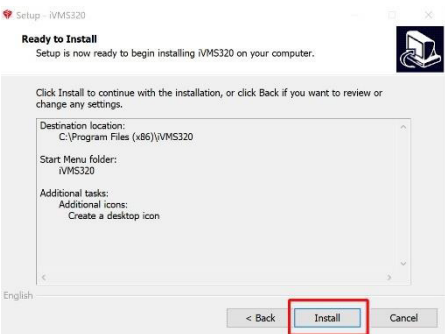 Setup - iVMS320
Ready to Install
Setup is now ready to begin installing iVMS320 on your computer.
Click Install to continue with the installation, or click Back if you want to review or
change any settings.
Destination location:
C:\Program Files (x86)\iVMS320
Start Menu folder:
iVMS320
Additional tasks:
Additional icons:
Create a desktop icon
English
< Back
Install
Cancel